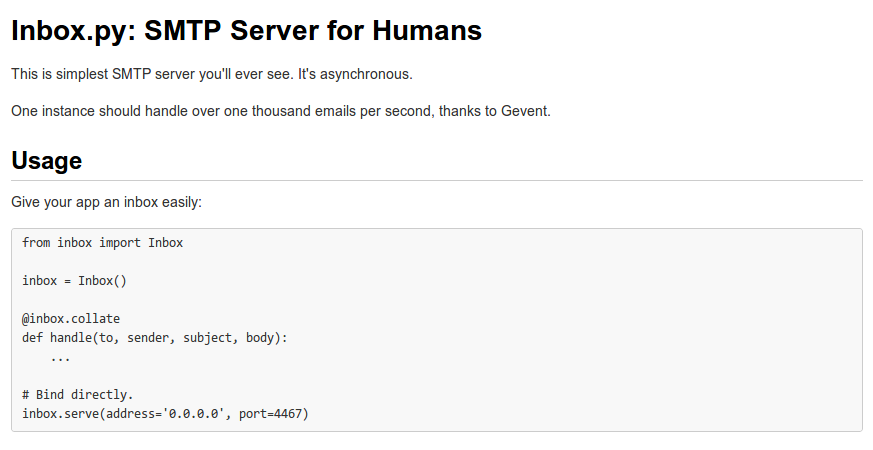 Inbox.py: SMTP Server for Humans
This is simplest SMTP server you'll ever see. It's asynchronous.
One instance should handle over one thousand emails per second, thanks to Gevent.
Usage
Give your app an inbox easily:
from inbox import Inbox
inbox = Inbox()
@inbox.collate
def handle(to, sender, subject, body):
    ...
# Bind directly.
inbox.serve(address='0.0.0.0', port=4467)